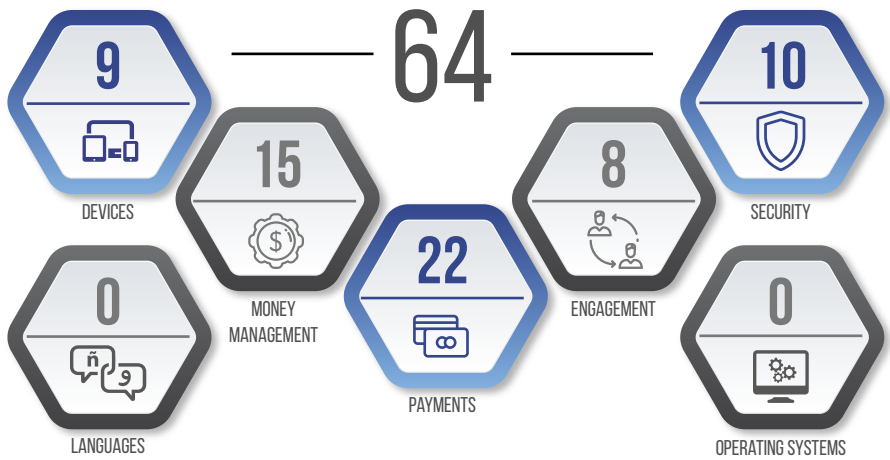 64
9
DEVICES
10
SECURITY
15
MONEY
MANAGEMENT
8
ENGAGEMENT
22
PAYMENTS
0
ñ
و
LANGUAGES
0
OPERATING SYSTEMS